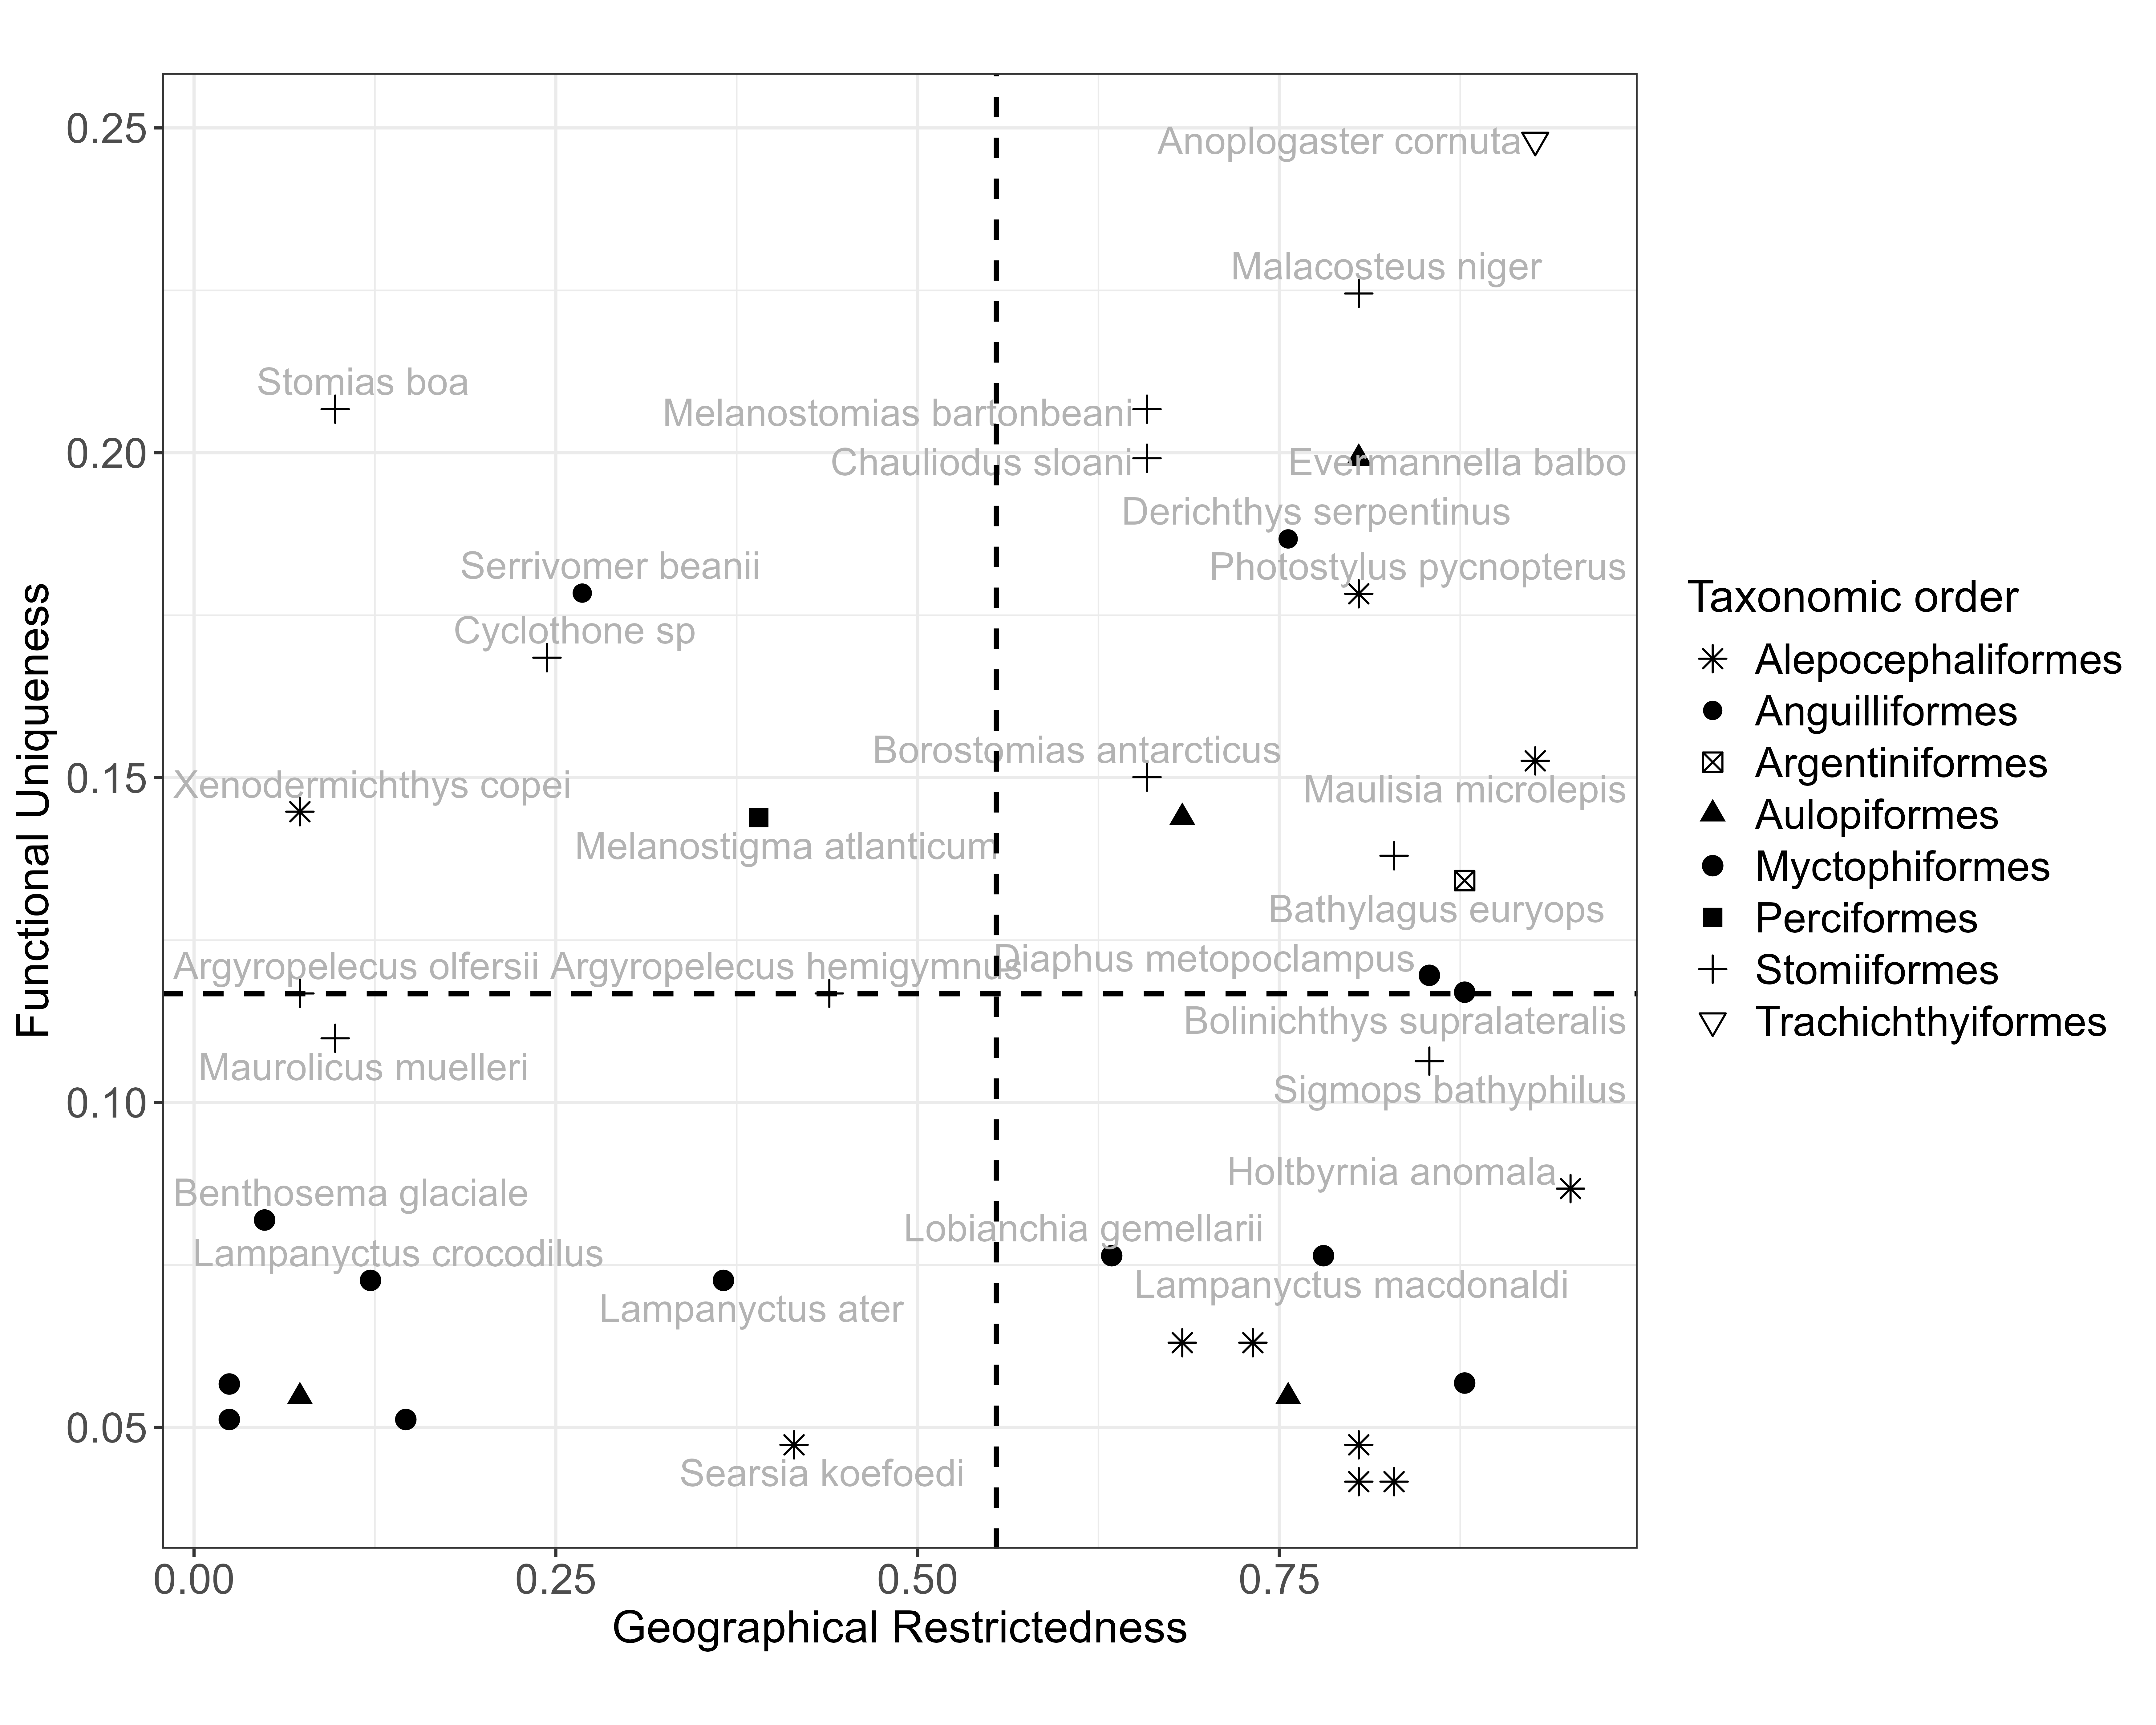 0.25
0.20
0.15
0.10
0.05
Functional Uniqueness
Anoplogaster cornuta
Malacosteus niger
Stomias boa
Melanostomias bartonbeani
Chauliodus sloani
Evermannella balbo
Derichthys serpentinus
Serrivomer beanii
Photostylus pycnopterus
Cyclothone sp
Borostomias antarcticus
Xenodermichthys copei
Maulisia microlepis
Melanostigma atlanticum
Bathylagus euryops
Argyropelecus olfersii
Argyropelecus hemigymnus
Diaphus metopoclampus
Bolinichthys supralateralis
Maurolicus muelleri
Sigmops bathyphilus
Holtbyrnia anomala
Benthosema glaciale
Lobianchia gemellarii
Lampanyctus crocodilus
Lampanyctus macdonaldi
Lampanyctus ater
Searsia koefoedi
0.00
0.25
0.50
0.75
Geographical Restrictedness
Taxonomic order
Alepocephaliformes
Anguilliformes
Argentiniformes
Aulopiformes
Myctophiformes
Perciformes
Stomiiformes
Trachichthyiformes